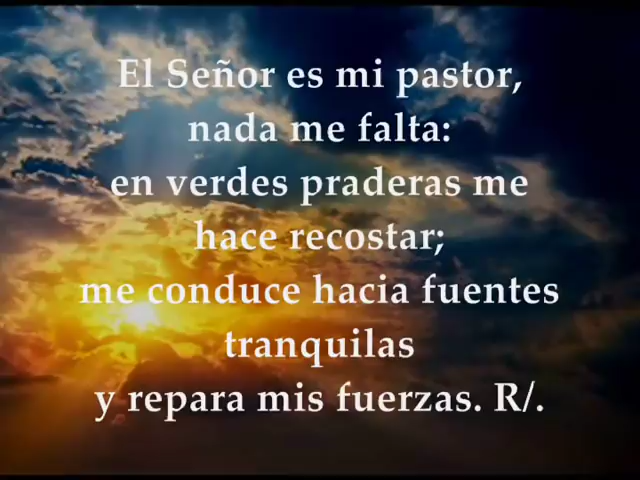 El Señor es mi pastor,
nada me falta:
en verdes praderas me
hace recostar;
me conduce hacia fuentes
tranquilas
y repara mis fuerzas. R/.